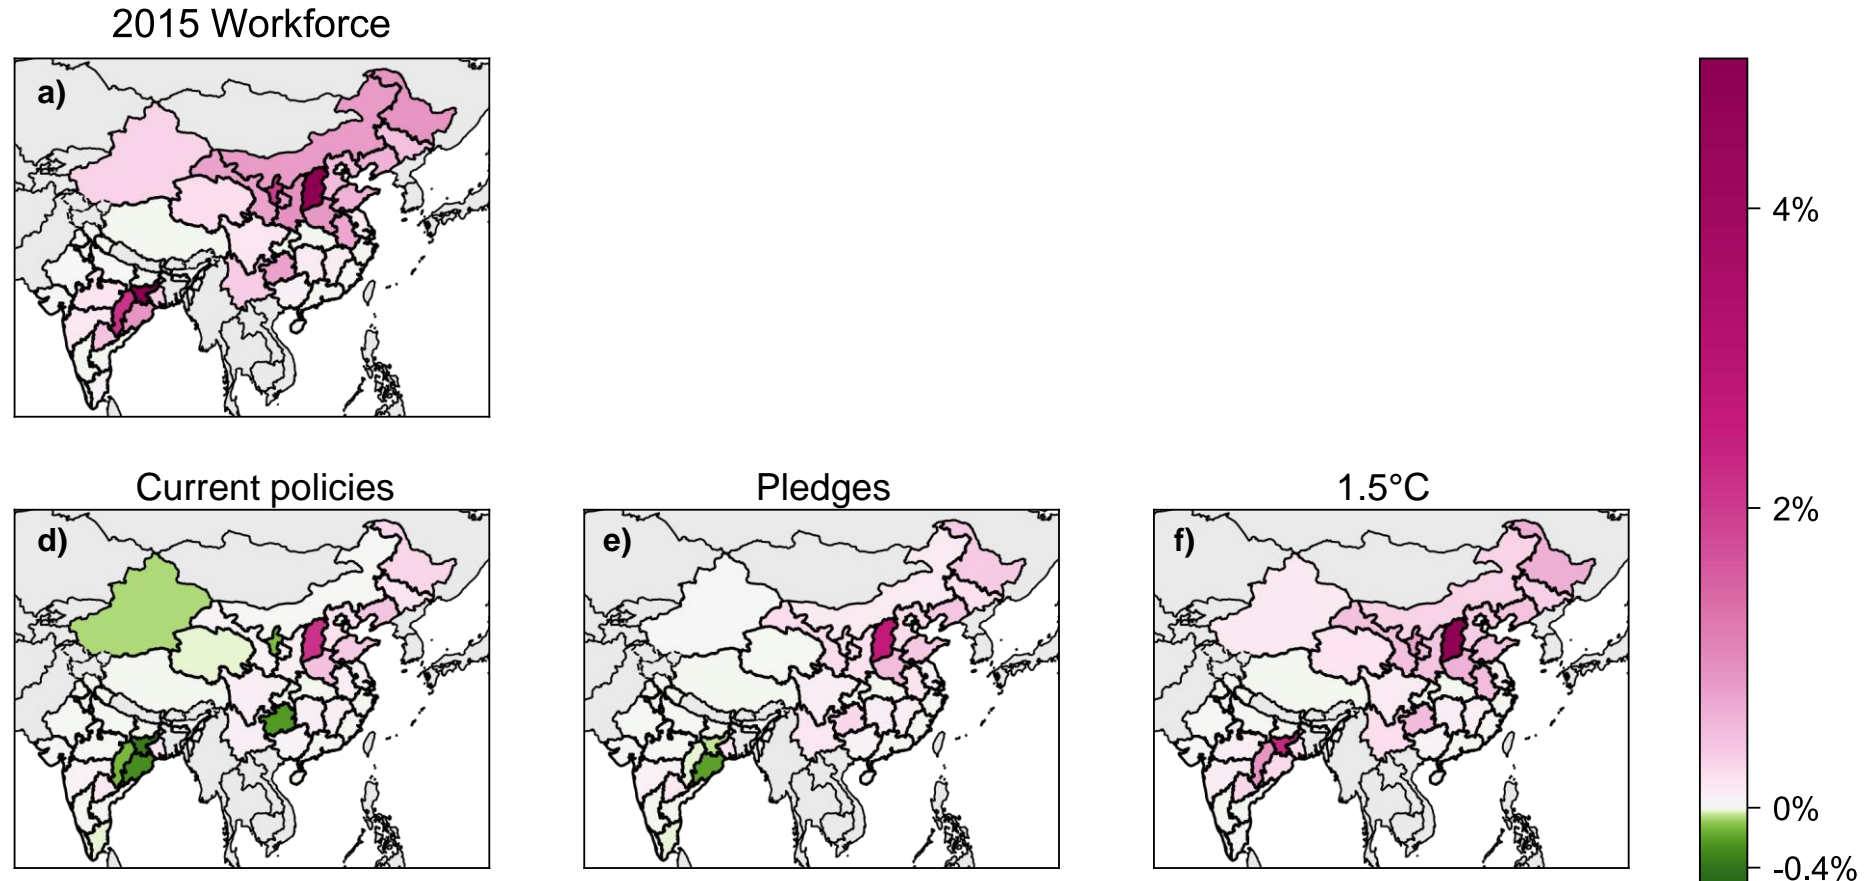 2015 Workforce
a)
4%
Current policies
Pledges
1.5°C
d)
e)
f)
2%
0%
-0.4%